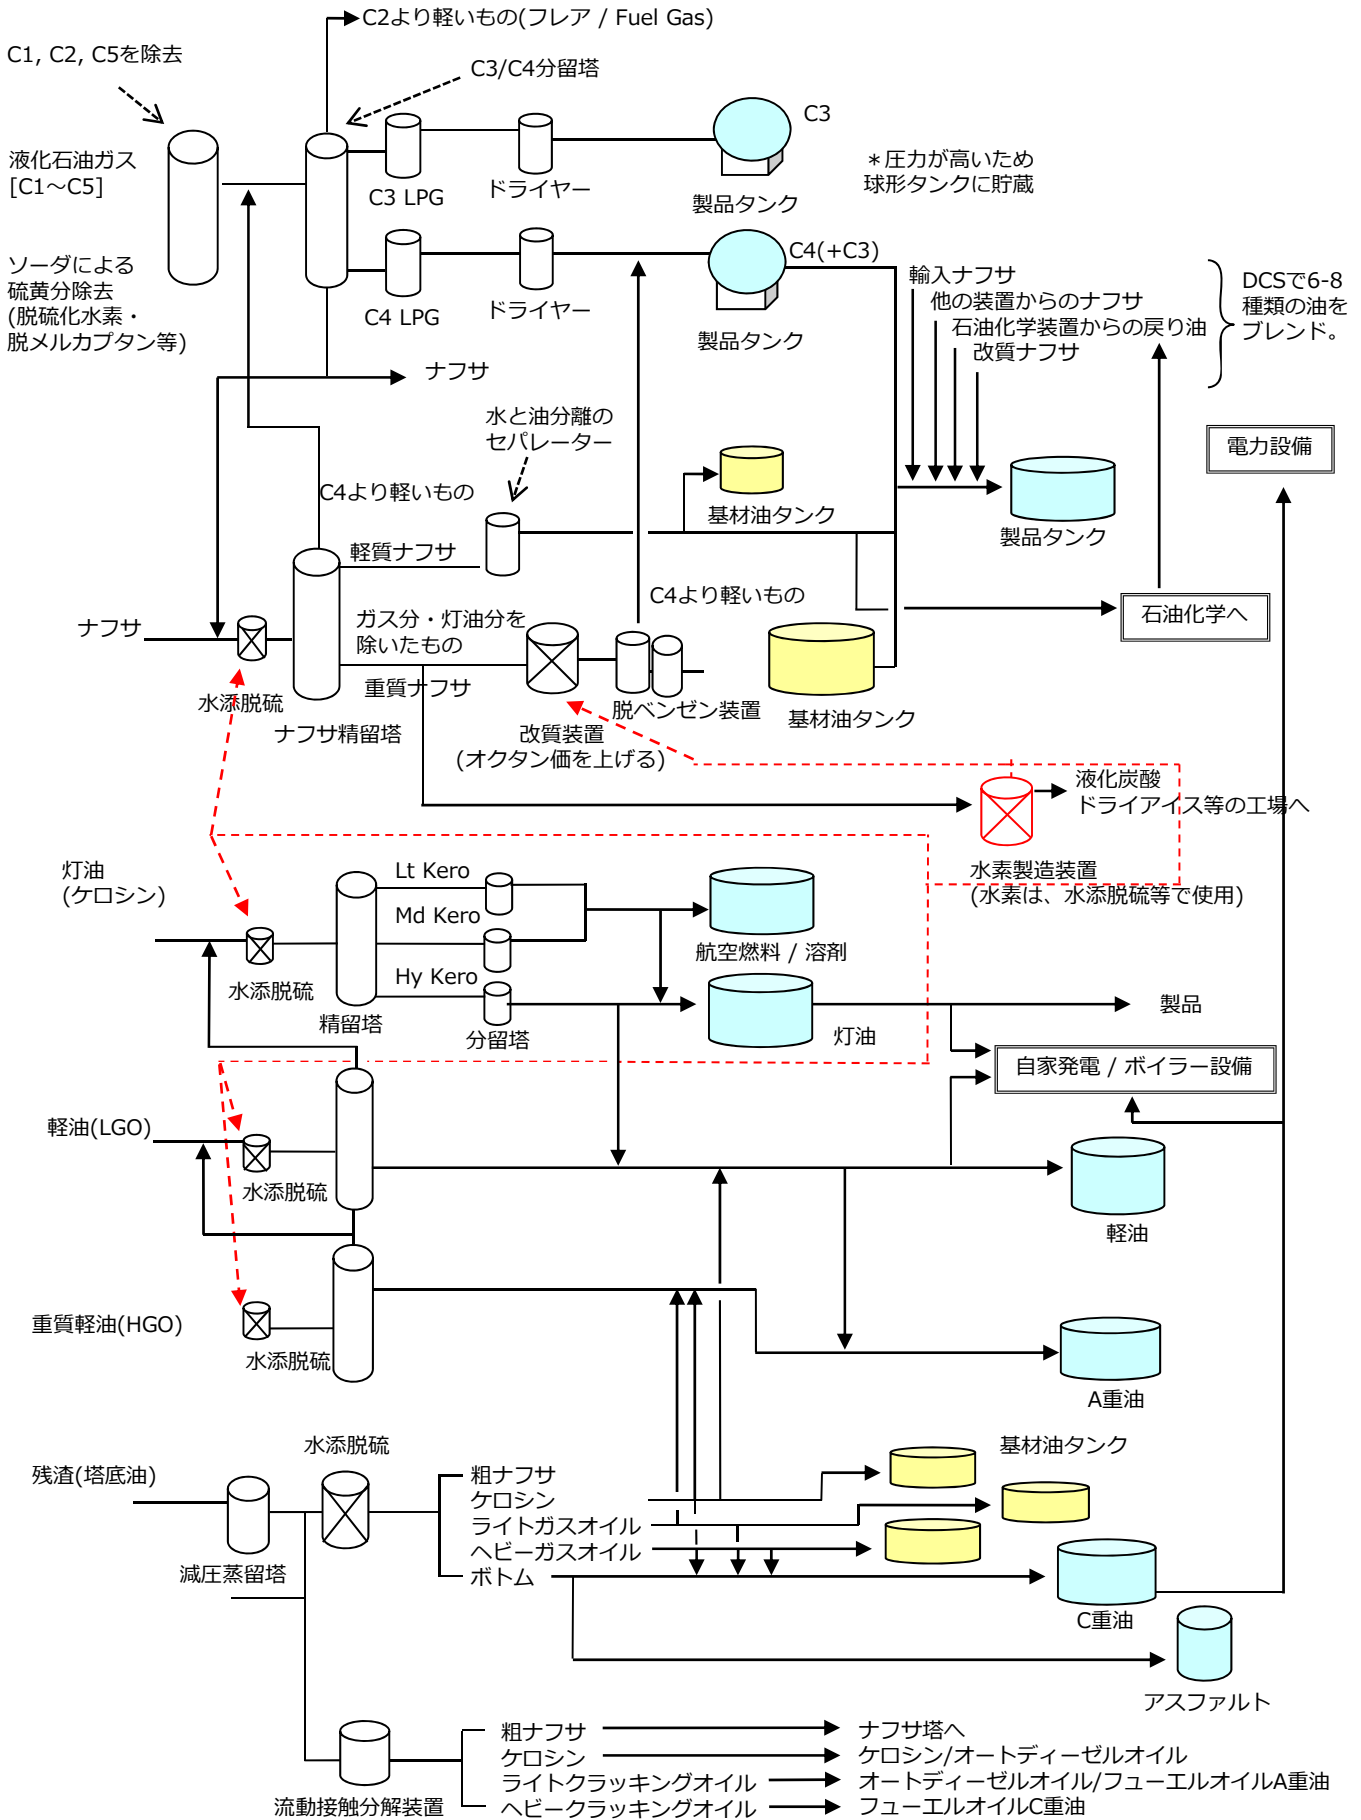 C2より軽いもの(フレア / Fuel Gas)
C1, C2, C5を除去
C3/C4分留塔
C3
液化石油ガス
[C1～C5]
C3 LPG
ドライヤー
製品タンク
＊圧力が高いため
球形タンクに貯蔵
ソーダによる
硫黄分除去
(脱硫化水素・
脱メルカプタン等)
C4 LPG
ドライヤー
C4(+C3)
製品タンク
輸入ナフサ
他の装置からのナフサ
石油化学装置からの戻り油
改質ナフサ
DCSで6-8
種類の油を
ブレンド。
ナフサ
水と油分離の
セパレーター
電力設備
C4より軽いもの
基材油タンク
製品タンク
軽質ナフサ
C4より軽いもの
ナフサ
ガス分・灯油分を
除いたもの
石油化学へ
水添脱硫
重質ナフサ
脱ベンゼン装置
基材油タンク
ナフサ精留塔
改質装置
(オクタン価を上げる)
液化炭酸
ドライアイス等の工場へ
水素製造装置
(水素は、水添脱硫等で使用)
灯油
(ケロシン)
Lt Kero
Md Kero
Hy Kero
航空燃料 / 溶剤
水添脱硫
精留塔
分留塔
灯油
製品
自家発電 / ボイラー設備
軽油(LGO)
水添脱硫
軽油
重質軽油(HGO)
水添脱硫
A重油
水添脱硫
基材油タンク
残渣(塔底油)
粗ナフサ
ケロシン
ライトガスオイル
ヘビーガスオイル
ボトム
減圧蒸留塔
C重油
アスファルト
粗ナフサ
ナフサ塔へ
ケロシン
ケロシン/オートディーゼルオイル
ライトクラッキングオイル
オートディーゼルオイル/フューエルオイルA重油
流動接触分解装置
ヘビークラッキングオイル
フューエルオイルC重油